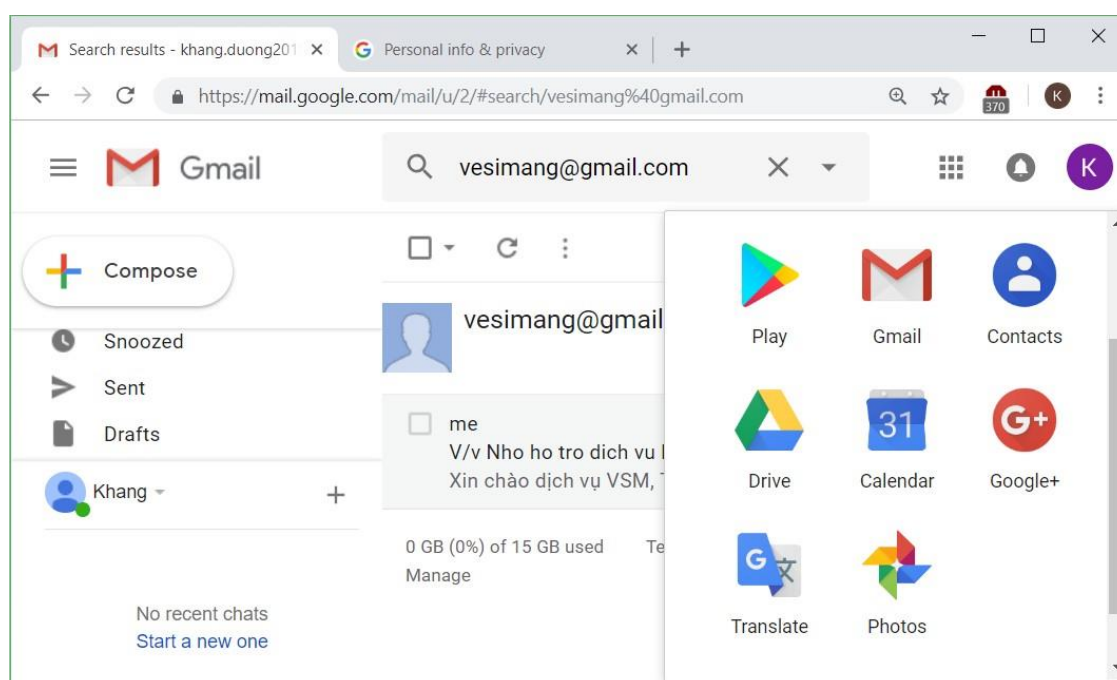 Search results - khang.duong201
Personal info & privacy
https://mail.google.com/mail/u/2/#search/vesimang%40gmail.com
370
K
Gmail
vesimang@gmail.com
K
Compose
Snoozed
Sent
Drafts
Khang
No recent chats
Start a new one
vesimang@gmail
me
V/v Nho ho tro dich vu
Xin chào dịch vụ VSM,
0 GB (0%) of 15 GB used
Te
Manage
Play
Gmail
Contacts
Drive
31
Calendar
G+
Google+
G 文
Translate
Photos